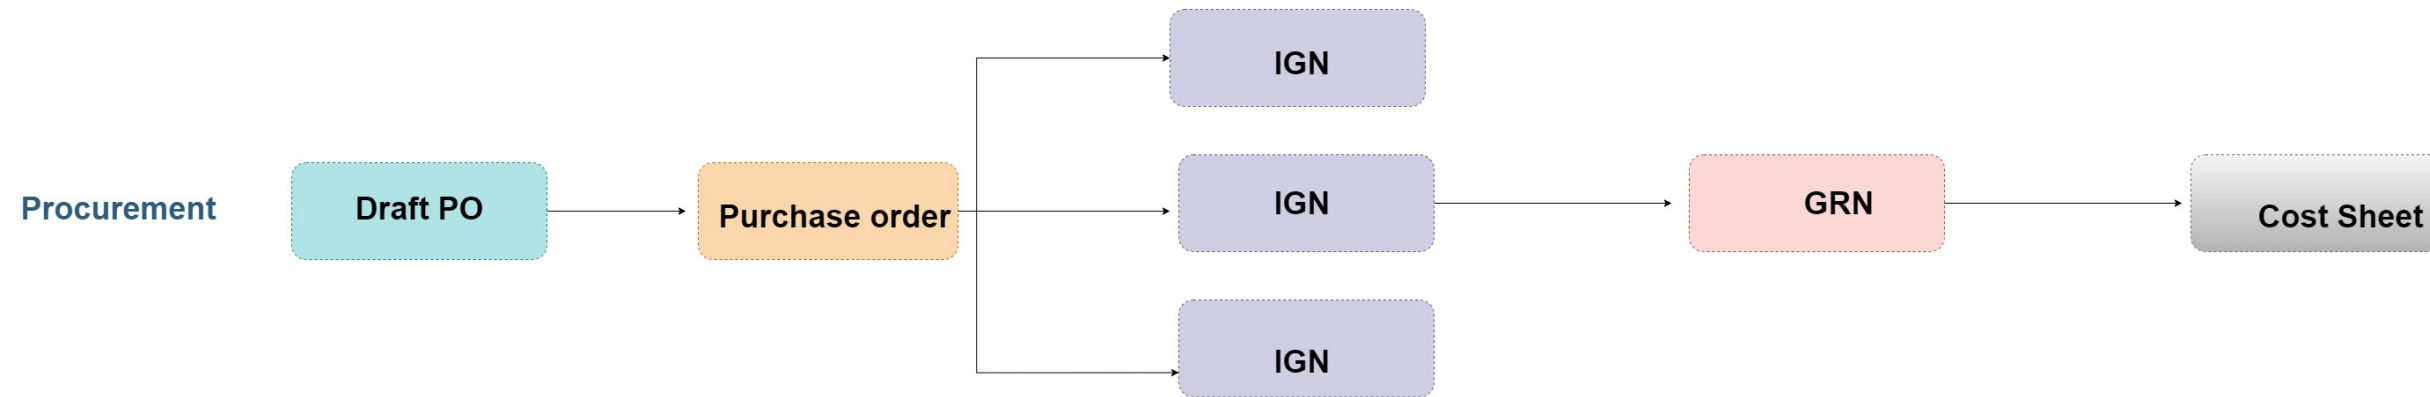 Procurement
Draft PO
Purchase order
IGN
IGN
IGN
GRN
Cost Sheet